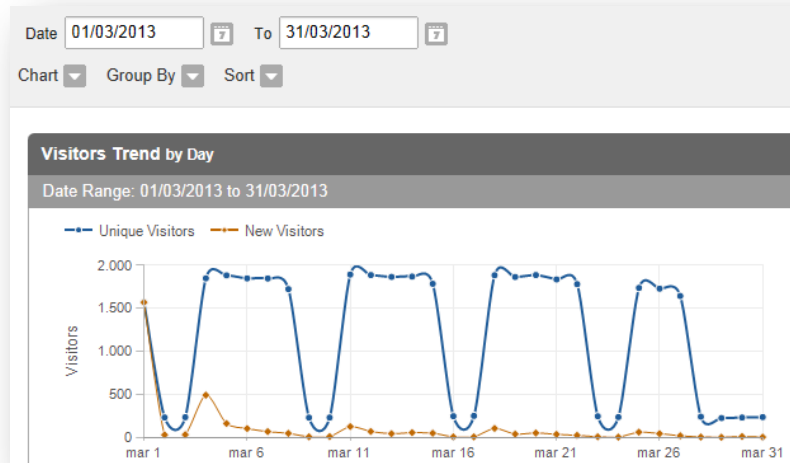 Date 01/03/2013 7 To 31/03/2013 7
Chart Group By Sort
Visitors Trend by Day
Date Range: 01/03/2013 to 31/03/2013
Unique Visitors New Visitors
2.000
1.500
1.000
500
0
Visitors
mar 1 mar 6 mar 11 mar 16 mar 21 mar 26 mar 31